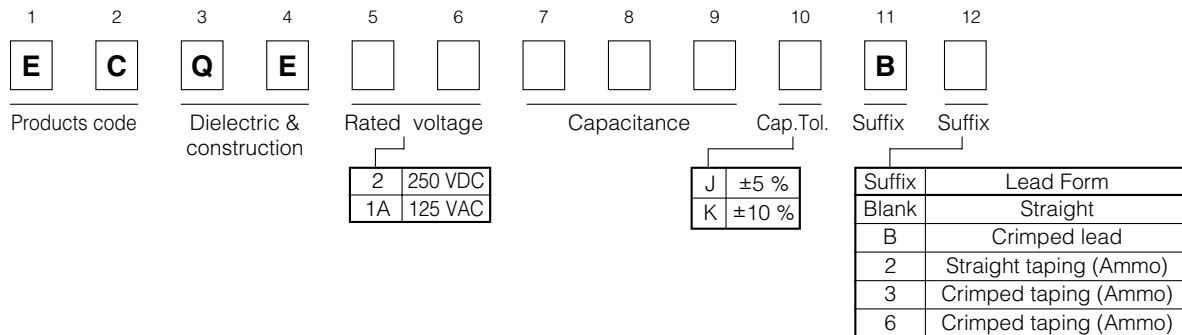 1 2 3 4 5 6 7 8 9 10 11 12
E C Q E B
Products code Dielectric & Rated voltage Capacitance Cap.Tol. Suffix Suffix
construction
2 250 VDC
1A 125 VAC
J ±5 %
K ±10 %
Suffix Lead Form
Blank Straight
B Crimped lead
2 Straight taping (Ammo)
3 Crimped taping (Ammo)
6 Crimped taping (Ammo)